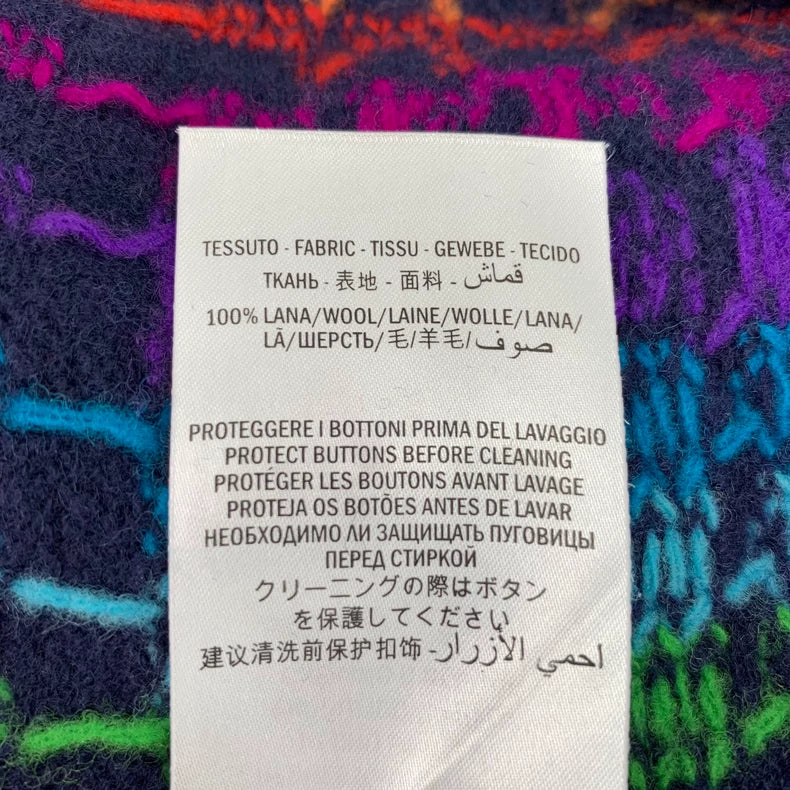 TESSUTO - FABRIC - TISSU - GEWEBE - TECIDO
ТКАНЬ - 表地 - 面料 - قماش
100% LANA/WOOL/LAINE/WOLLE/LANA/
LÃ/ШЕРСТЬ/毛/羊毛/صوف
PROTEGGERE I BOTTONI PRIMA DEL LAVAGGIO
PROTECT BUTTONS BEFORE CLEANING
PROTÉGER LES BOUTONS AVANT LAVAGE
PROTEJA OS BOTÕES ANTES DE LAVAR
НЕОБХОДИМО ЛИ ЗАЩИЩАТЬ ПУГОВИЦЫ
ПЕРЕД СТИРКОЙ
クリーニングの際はボタン
を保護してください
建议清洗前保护扣饰 - احمي الأزرار